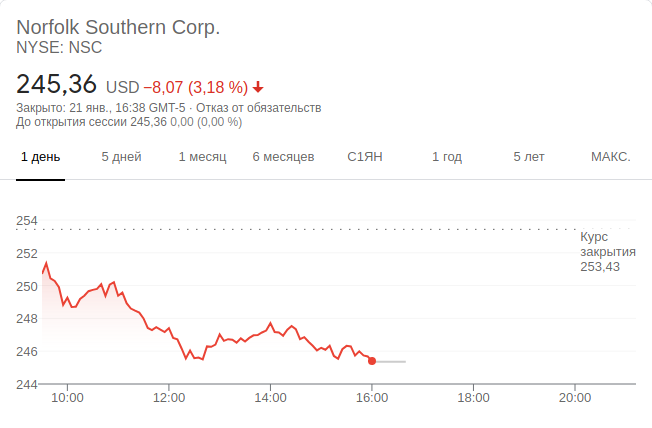 Norfolk Southern Corp.
NYSE: NSC
245,36 USD −8,07 (3,18 %)
Закрыто: 21 янв., 16:38 GMT-5 · Отказ от обязательств
До открытия сессии 245,36 0,00 (0,00 %)
1 день 5 дней 1 месяц 6 месяцев С1ЯН 1 год 5 лет МАКС.
254
Курс
закрытия
253,43
252
250
248
246
244
10:00 12:00 14:00 16:00 18:00 20:00